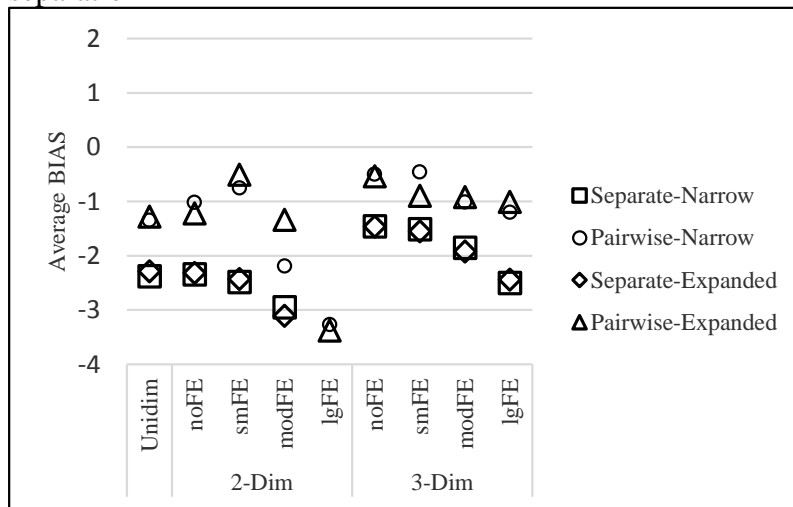 2
1
0
-1
-2
-3
-4
Average BIAS
Unidim
noFE
smFE
modFE
lgFE
noFE
smFE
modFE
lgFE
2-Dim
3-Dim
Separate-Narrow
Pairwise-Narrow
Separate-Expanded
Pairwise-Expanded